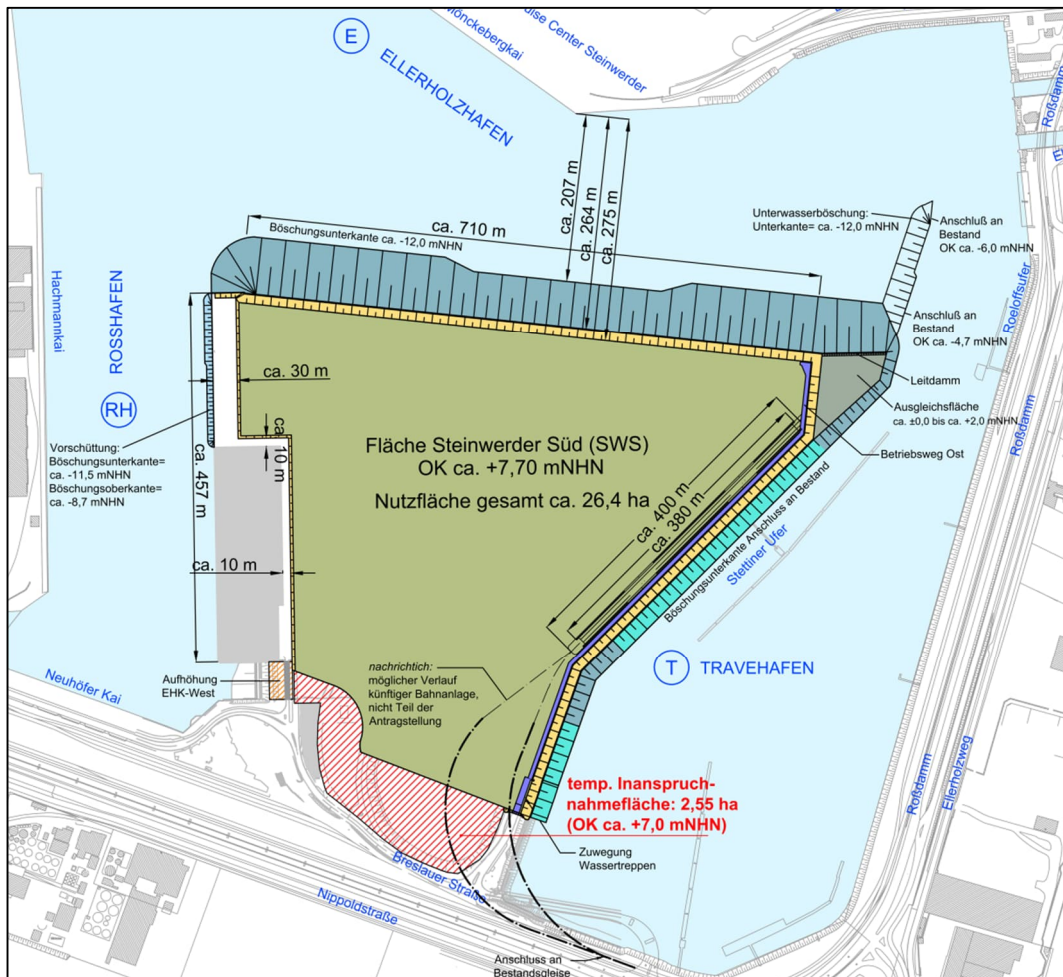 dise Center Steinwerder
Mönckebergkai
E
ELLERHOLZHAFEN
Roßdamm
Roßdamm
ca. 207 m
ca. 264 m
ca. 275 m
ca. 710 m
Böschungsunterkante ca. -12,0 mNHN
Unterwasserböschung:
Unterkante= ca. -12,0 mNHN
Anschluß an
Bestand
OK ca. -6,0 mNHN
Roeloffsufer
Hachmannkai
ROSSHAFEN
RH
Anschluß an
Bestand
OK ca. -4,7 mNHN
Leitdamm
ca. 30 m
Ausgleichsfläche
ca. ±0,0 bis ca. +2,0 mNHN
Roßdamm
Betriebsweg Ost
Vorschüttung:
Böschungsunterkante=
ca. -11,5 mNHN
Böschungsoberkante=
ca. -8,7 mNHN
ca. 457 m
ca. 10 m
Fläche Steinwerder Süd (SWS)
OK ca. +7,70 mNHN
Nutzfläche gesamt ca. 26,4 ha
ca. 400 m
ca. 380 m
Böschungsunterkante Anschluss an Bestand
Stettiner Ufer
ca. 10 m
T
TRAVEHAFEN
Aufhöhung
EHK-West
Neuhöfer Kai
nachrichtlich:
möglicher Verlauf
künftiger Bahnanlage,
nicht Teil der
Antragstellung
Roßdamm
Ellerholzweg
temp. Inanspruch-
nahmefläche: 2,55 ha
(OK ca. +7,0 mNHN)
Zuwegung
Wassertreppen
Breslauer Straße
Nippoldstraße
Anschluss an
Bestandsgleise